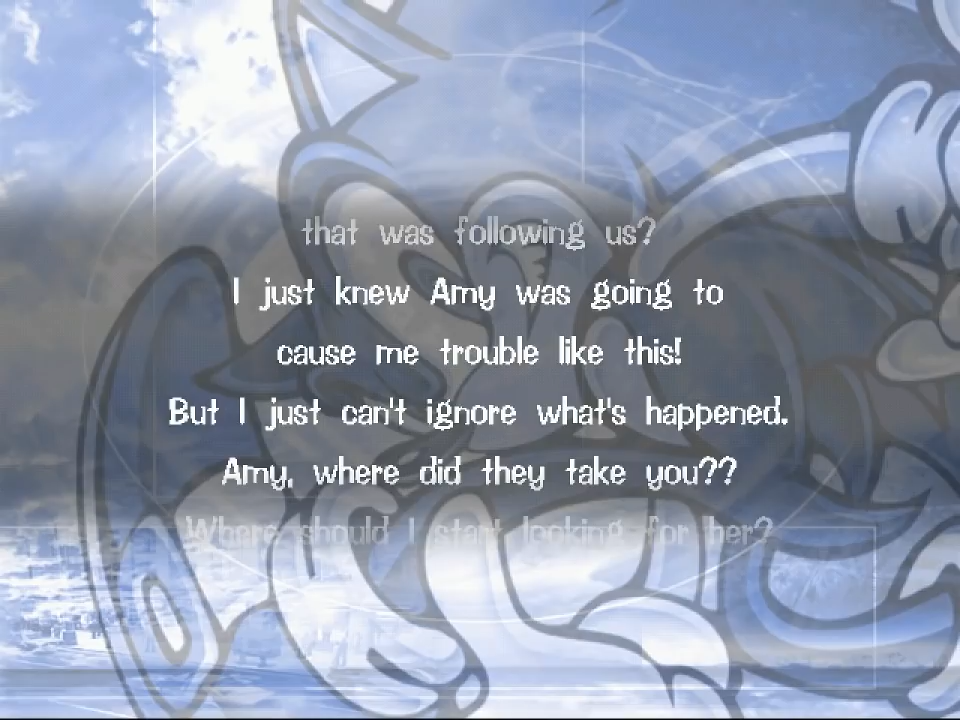 that was following us?
I just knew Amy was going to
cause me trouble like this!
But I just can't ignore what's happened.
Amy, where did they take you??
Where should I start looking for her?